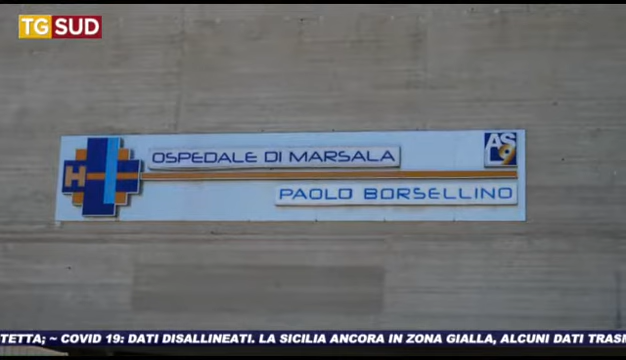 TG SUD
OSPEDALE DI MARSALA
AS
9
H
PAOLO BORSELLINO
TETTA; ~ COVID 19: DATI DISALLINEATI. LA SICILIA ANCORA IN ZONA GIALLA, ALCUNI DATI TRASM